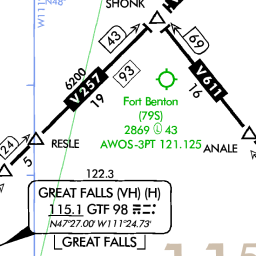 SHONK
W111°
N48°
43
69
6200
V257
93
19
V611
16
Fort Benton
(79S)
2869 Ⓛ 43
AWOS-3PT 121.125
24
5
RESLE
ANALE
122.3
GREAT FALLS (VH) (H)
115.1 GTF 98
N47°27.00' W111°24.73'
GREAT FALLS
115